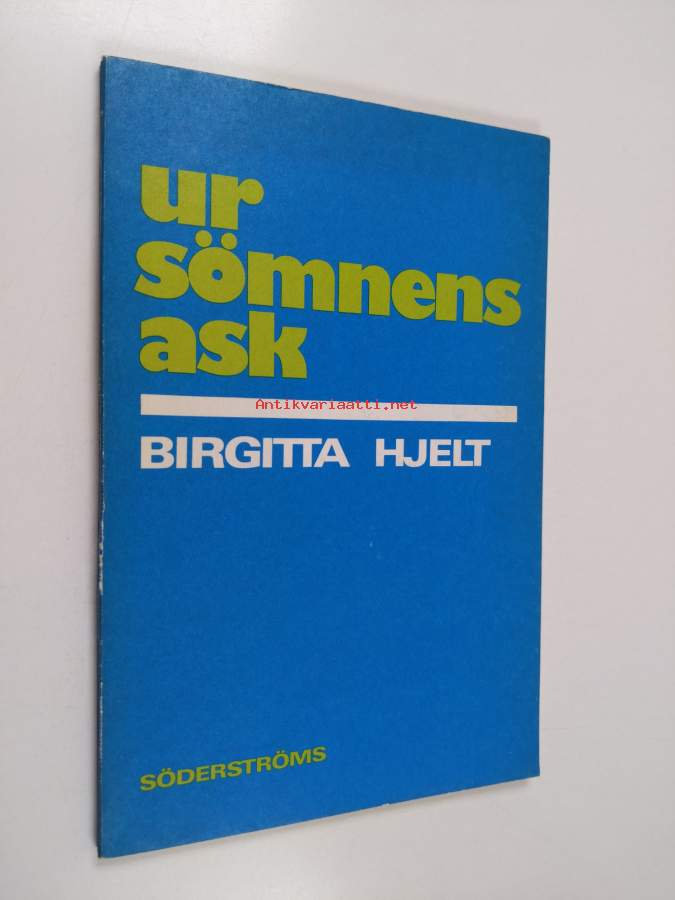 ur
sömnens
ask
Antikvariaatti.net
BIRGITTA HJELT
SÖDERSTRÖMS